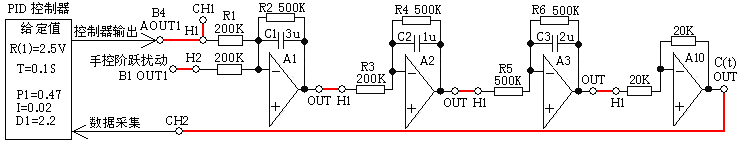 PID 控制器
给定值
R(1)=2.5V
T=0.1S
P1=0.47
I=0.02
D1=2.2
控制器输出
B4
AOUT1
CH1
H1
手控阶跃扰动
B1 OUT1
H2
数据采集
CH2
R1
200K
200K
R2 500K
C1
3u
A1
OUT
H1
R3
200K
R4 500K
C2
1u
A2
OUT
H1
R5
500K
R6 500K
C3
2u
A3
OUT
H1
20K
20K
A10
C(t)
OUT